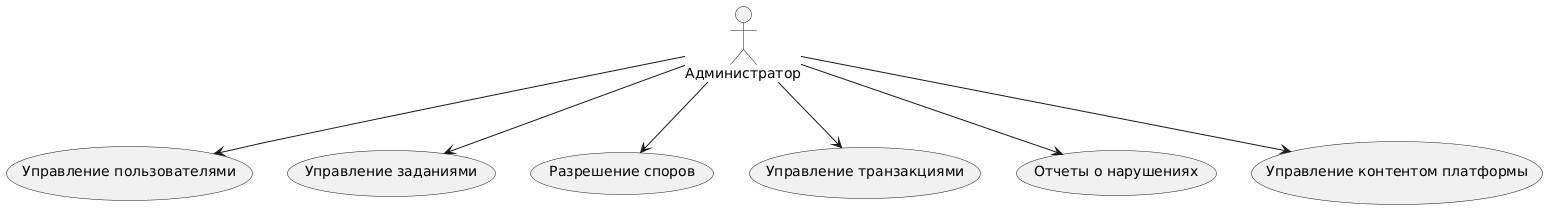 Администратор
Управление пользователями
Управление заданиями
Разрешение споров
Управление транзакциями
Отчеты о нарушениях
Управление контентом платформы